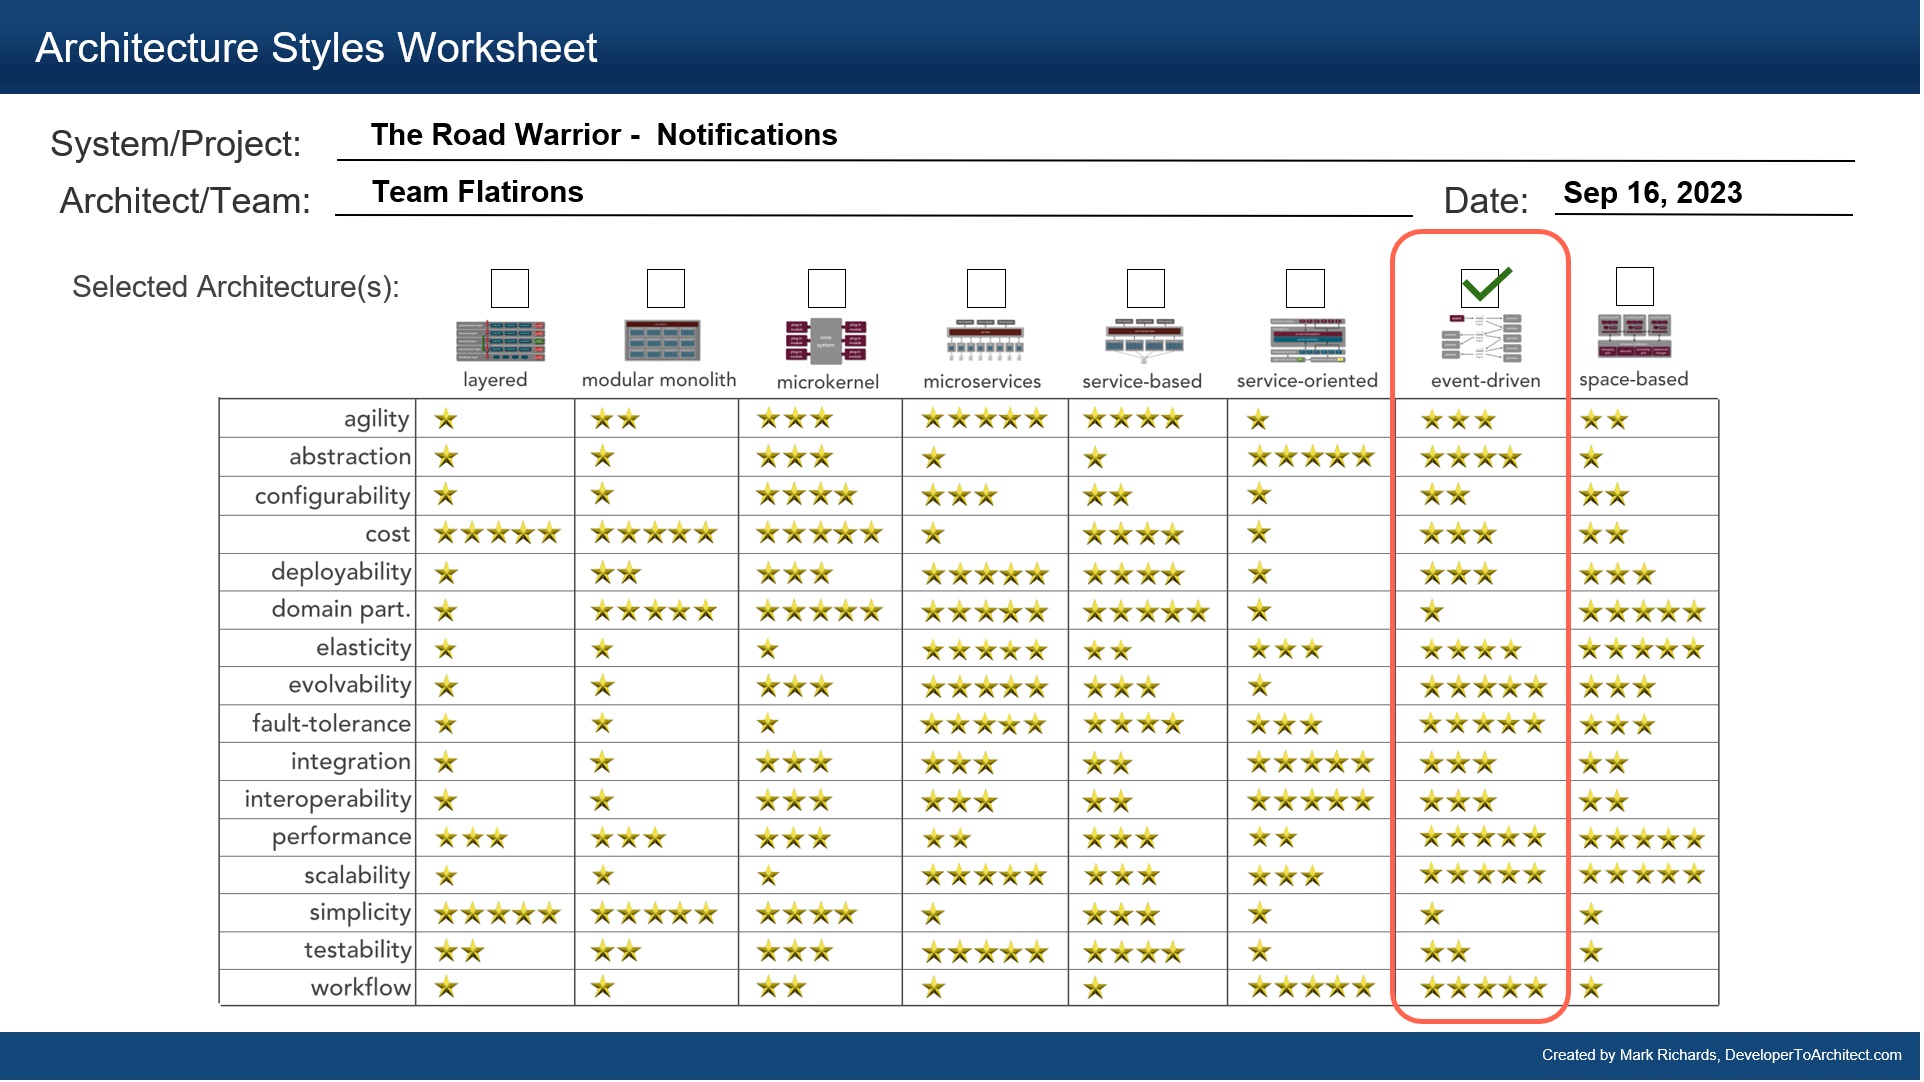 Architecture Styles Worksheet
System/Project: The Road Warrior -  Notifications
Architect/Team: Team Flatirons Date: Sep 16, 2023
Selected Architecture(s):
core
system
layered modular monolith microkernel microservices service-based service-oriented event-driven space-based
agility
abstraction
configurability
cost
deployability
domain part.
elasticity
evolvability
fault-tolerance
integration
interoperability
performance
scalability
simplicity
testability
workflow
Created by Mark Richards, DeveloperToArchitect.com